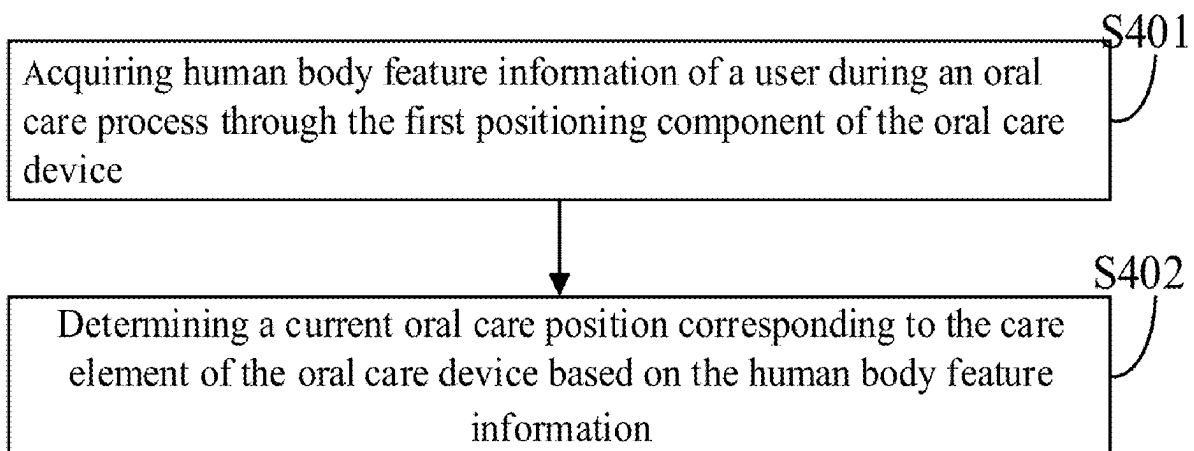 S401
Acquiring human body feature information of a user during an oral
care process through the first positioning component of the oral care
device
S402
Determining a current oral care position corresponding to the care
element of the oral care device based on the human body feature
information